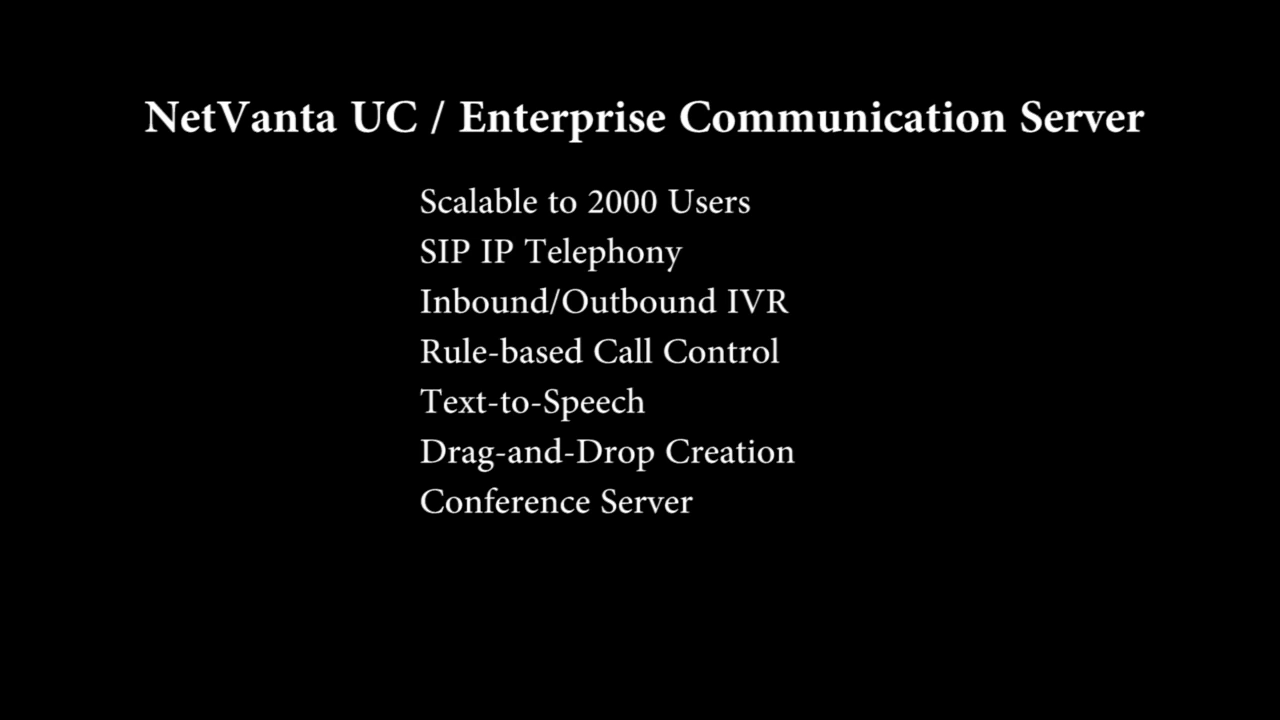 NetVanta UC / Enterprise Communication Server
Scalable to 2000 Users
SIP IP Telephony
Inbound/Outbound IVR
Rule-based Call Control
Text-to-Speech
Drag-and-Drop Creation
Conference Server